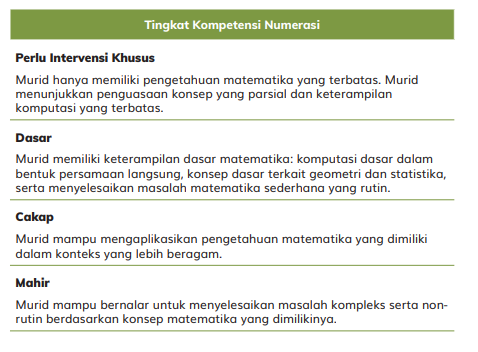 Tingkat Kompetensi Numerasi
Perlu Intervensi Khusus
Murid hanya memiliki pengetahuan matematika yang terbatas. Murid
menunjukkan penguasaan konsep yang parsial dan keterampilan
komputasi yang terbatas.
Dasar
Murid memiliki keterampilan dasar matematika: komputasi dasar dalam
bentuk persamaan langsung, konsep dasar terkait geometri dan statistika,
serta menyelesaikan masalah matematika sederhana yang rutin.
Cakap
Murid mampu mengaplikasikan pengetahuan matematika yang dimiliki
dalam konteks yang lebih beragam.
Mahir
Murid mampu bernalar untuk menyelesaikan masalah kompleks serta non-
rutin berdasarkan konsep matematika yang dimilikinya.